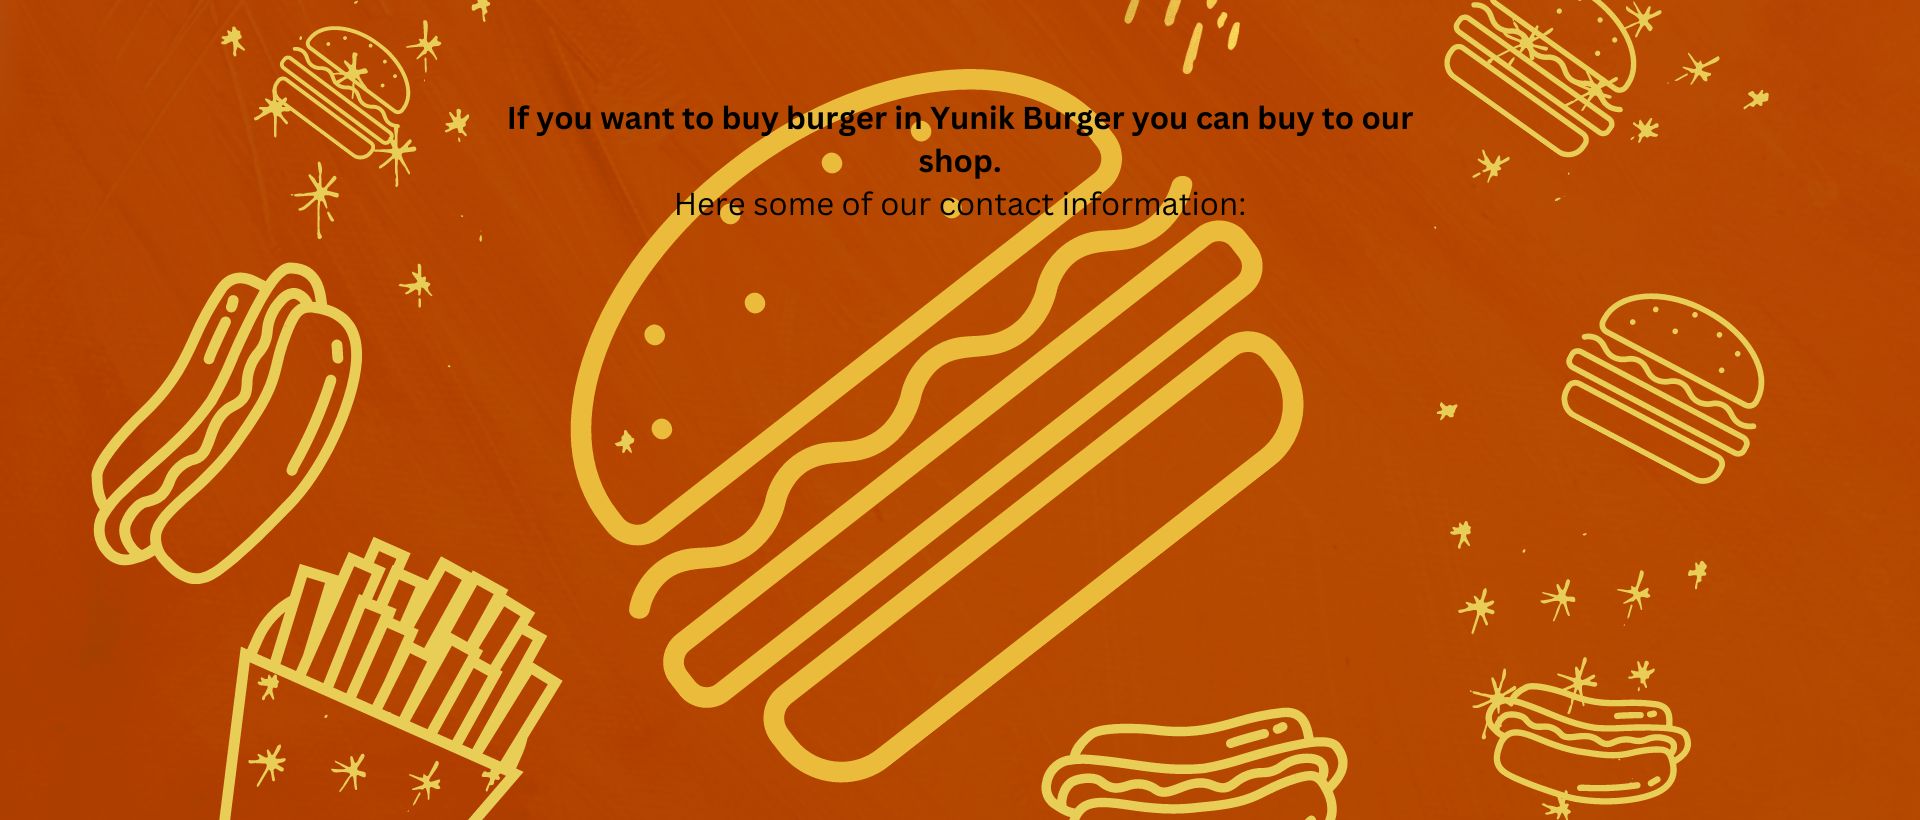 If you want to buy burger in Yunik Burger you can buy to our
shop.
Here some of our contact information: